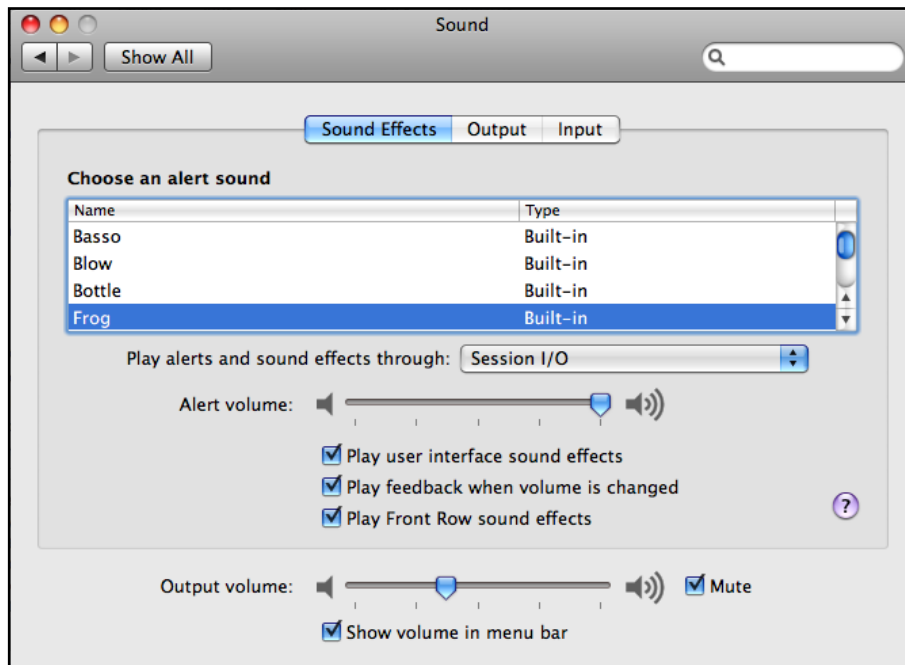 Sound
Show All
Sound Effects Output Input
Choose an alert sound
Name Type
Basso Built-in
Blow Built-in
Bottle Built-in
Frog Built-in
Play alerts and sound effects through: Session I/O
Alert volume:
Play user interface sound effects
Play feedback when volume is changed
Play Front Row sound effects
?
Output volume: Mute
Show volume in menu bar